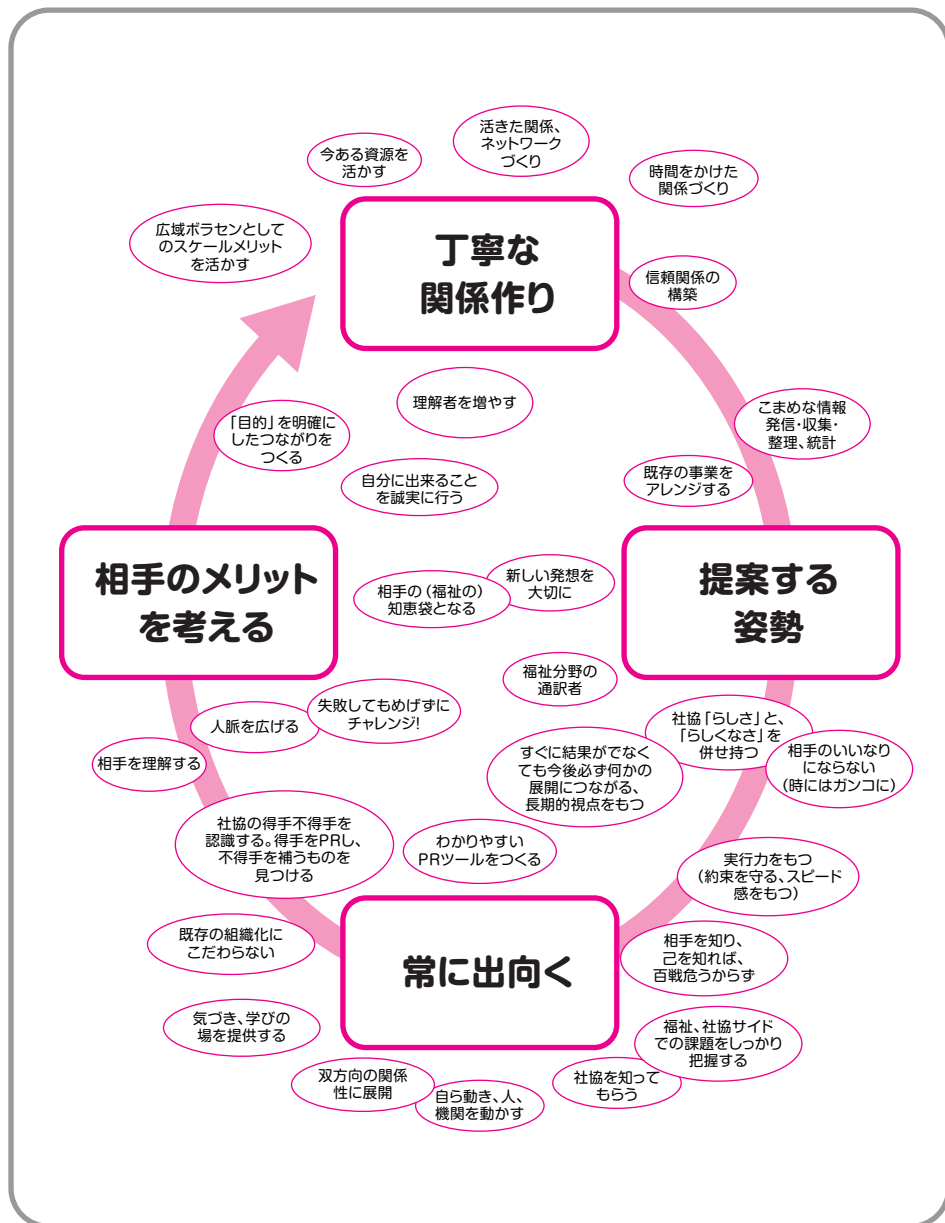 活きた関係、
ネットワーク
づくり
今ある資源を
活かす
時間をかけた
関係づくり
広域ボラセンとして
のスケールメリット
を活かす
丁寧な
関係作り
信頼関係の
構築
理解者を増やす
「目的」を明確に
したつながりを
つくる
こまめな情報
発信・収集・
整理、統計
自分に出来ること
を誠実に行う
既存の事業を
アレンジする
相手のメリット
を考える
相手の（福祉の）
知恵袋となる
新しい発想を
大切に
提案する
姿勢
福祉分野の
通訳者
失敗してもめげずに
チャレンジ！
人脈を広げる
相手を理解する
社協「らしさ」と、
「らしくなさ」を
併せ持つ
相手のいいなり
にならない
（時にはガンコに）
すぐに結果がでなく
ても今後必ず何かの
展開につながる、
長期的視点をもつ
社協の得手不得手を
認識する。得手をPRし、
不得手を補うものを
見つける
わかりやすい
PRツールをつくる
実行力をもつ
（約束を守る、スピード
感をもつ）
既存の組織化に
こだわらない
常に出向く
相手を知り、
己を知れば、
百戦危うからず
気づき、学びの
場を提供する
福祉、社協サイド
での課題をしっかり
把握する
双方向の関係
性に展開
自ら動き、人、
機関を動かす
社協を知って
もらう